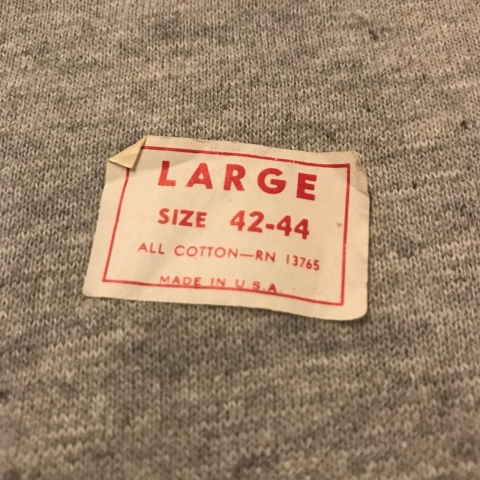 LARGE
SIZE 42-44
ALL COTTON—RN 13765
MADE IN U.S.A.